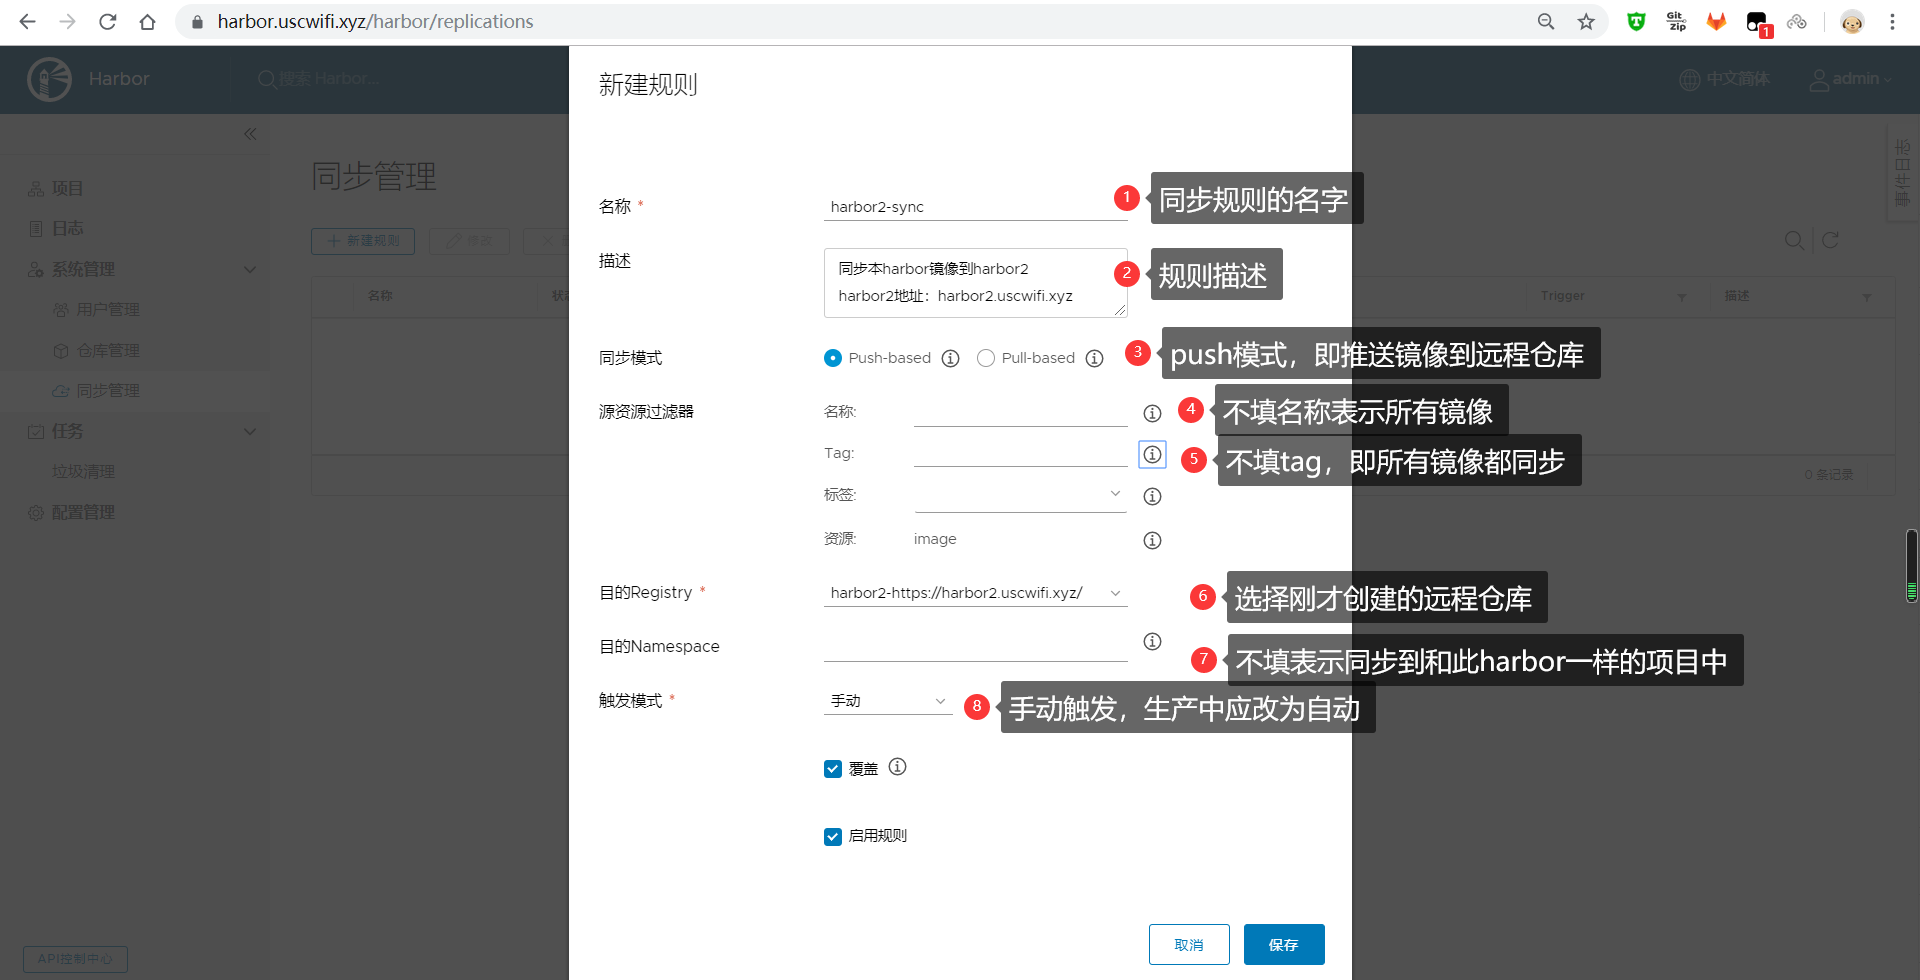 harbor.uscwifi.xyz/harbor/replications
Git
Zip
1
Harbor
搜索 Harbor...
中文简体
admin
项目
日志
系统管理
用户管理
仓库管理
同步管理
任务
垃圾清理
配置管理
API控制中心
同步管理
新建规则
修改
名称
Trigger
描述
0 条记录
事件日志
新建规则
名称 *
harbor2-sync
1 同步规则的名字
描述
同步本harbor镜像到harbor2
harbor2地址：harbor2.uscwifi.xyz
2 规则描述
同步模式
Push-based
Pull-based
3 push模式，即推送镜像到远程仓库
源资源过滤器
名称:
4 不填名称表示所有镜像
Tag:
5 不填tag，即所有镜像都同步
标签:
资源: image
目的Registry *
harbor2-https://harbor2.uscwifi.xyz/
6 选择刚才创建的远程仓库
目的Namespace
7 不填表示同步到和此harbor一样的项目中
触发模式 *
手动
8 手动触发，生产中应改为自动
覆盖
启用规则
取消
保存